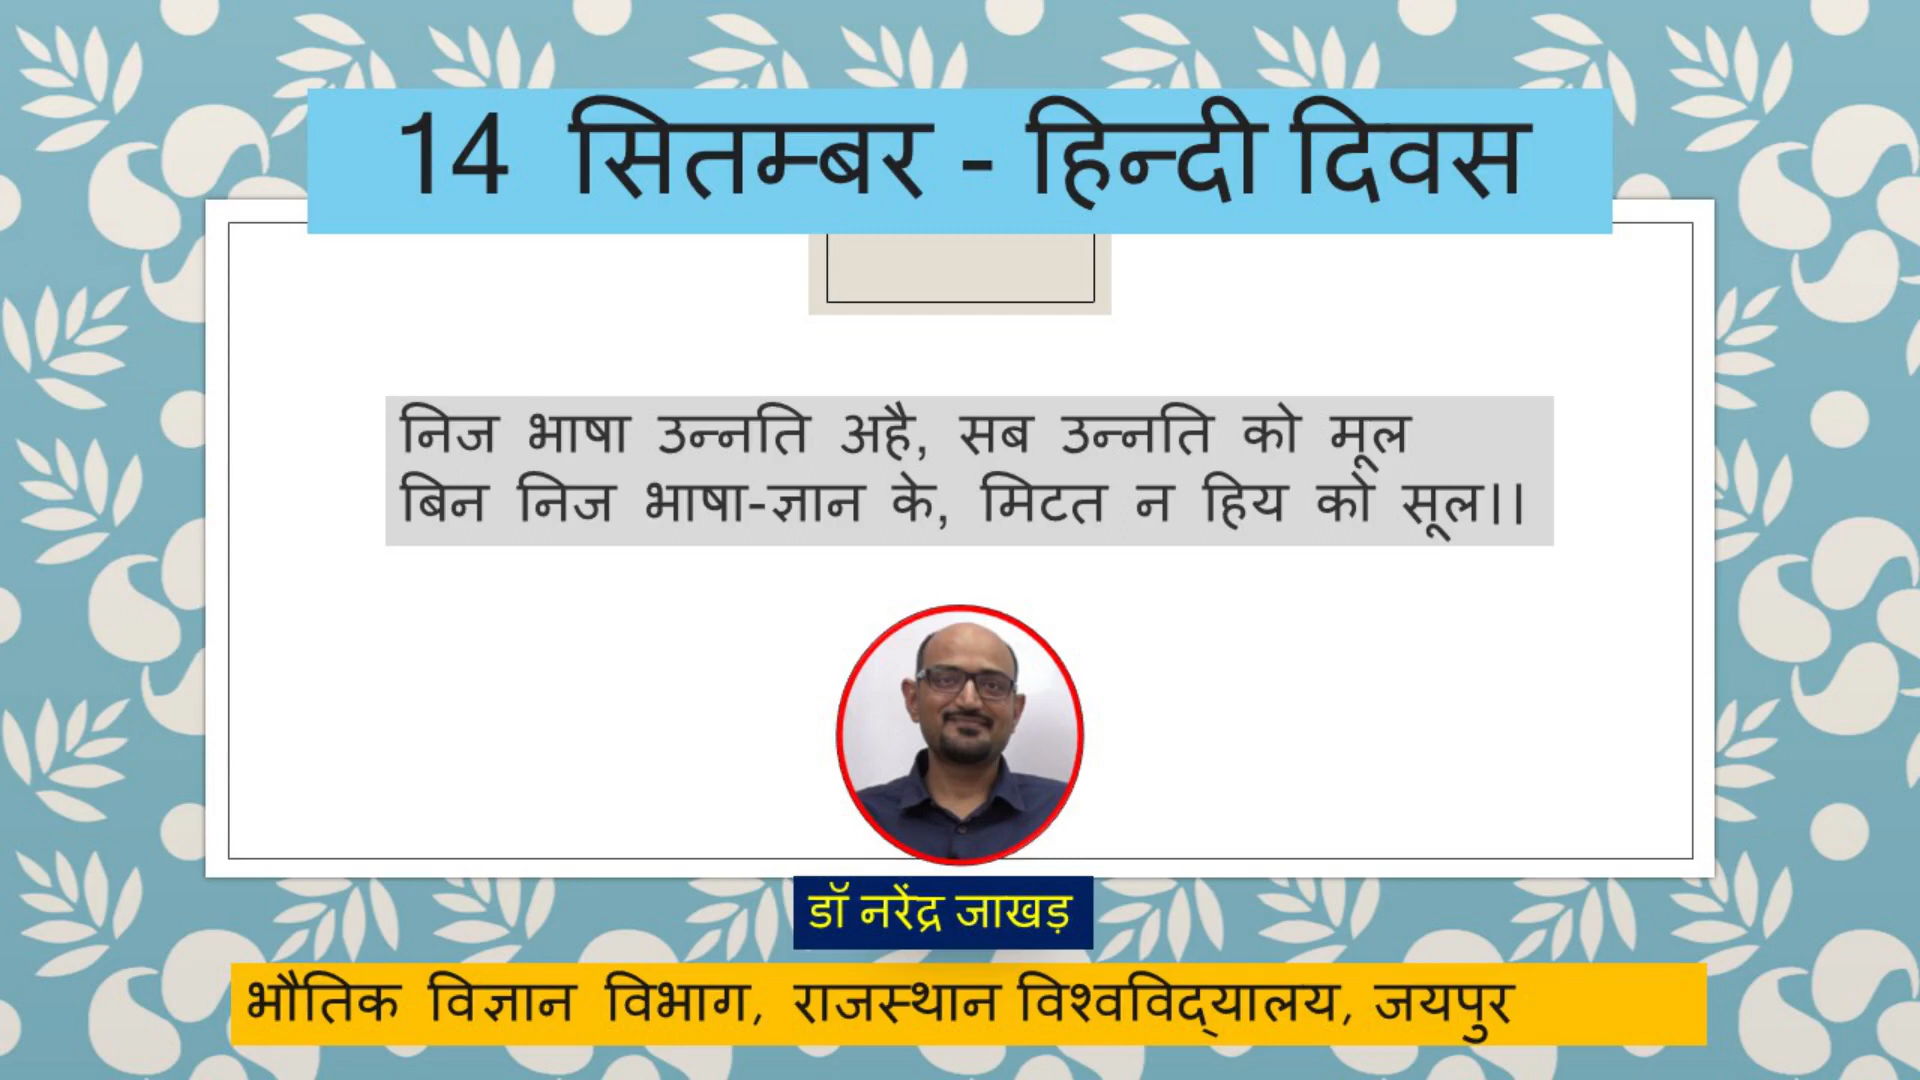 14 सितम्बर - हिन्दी दिवस
निज भाषा उन्नति अहै, सब उन्नति को मूल
बिन निज भाषा-ज्ञान के, मिटत न हिय को सूल।।
डॉ नरेंद्र जाखड़
भौतिक विज्ञान विभाग, राजस्थान विश्वविद्यालय, जयपुर